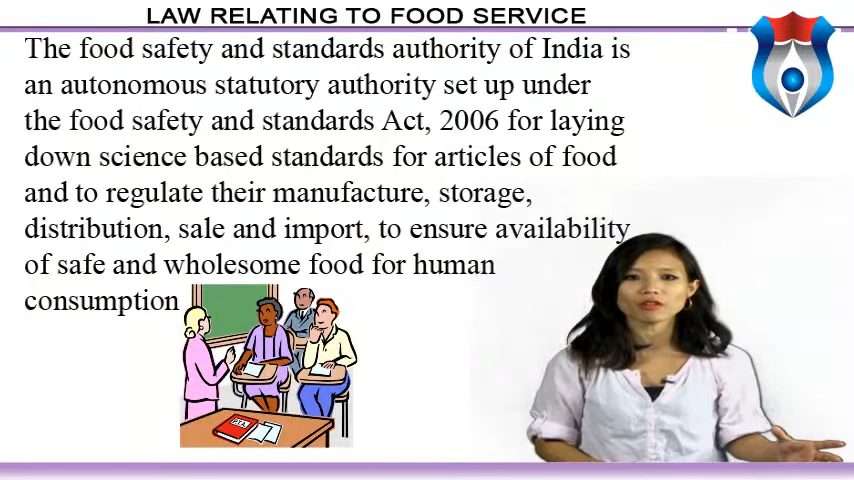 LAW RELATING TO FOOD SERVICE
The food safety and standards authority of India is
an autonomous statutory authority set up under
the food safety and standards Act, 2006 for laying
down science based standards for articles of food
and to regulate their manufacture, storage,
distribution, sale and import, to ensure availability
of safe and wholesome food for human
consumption